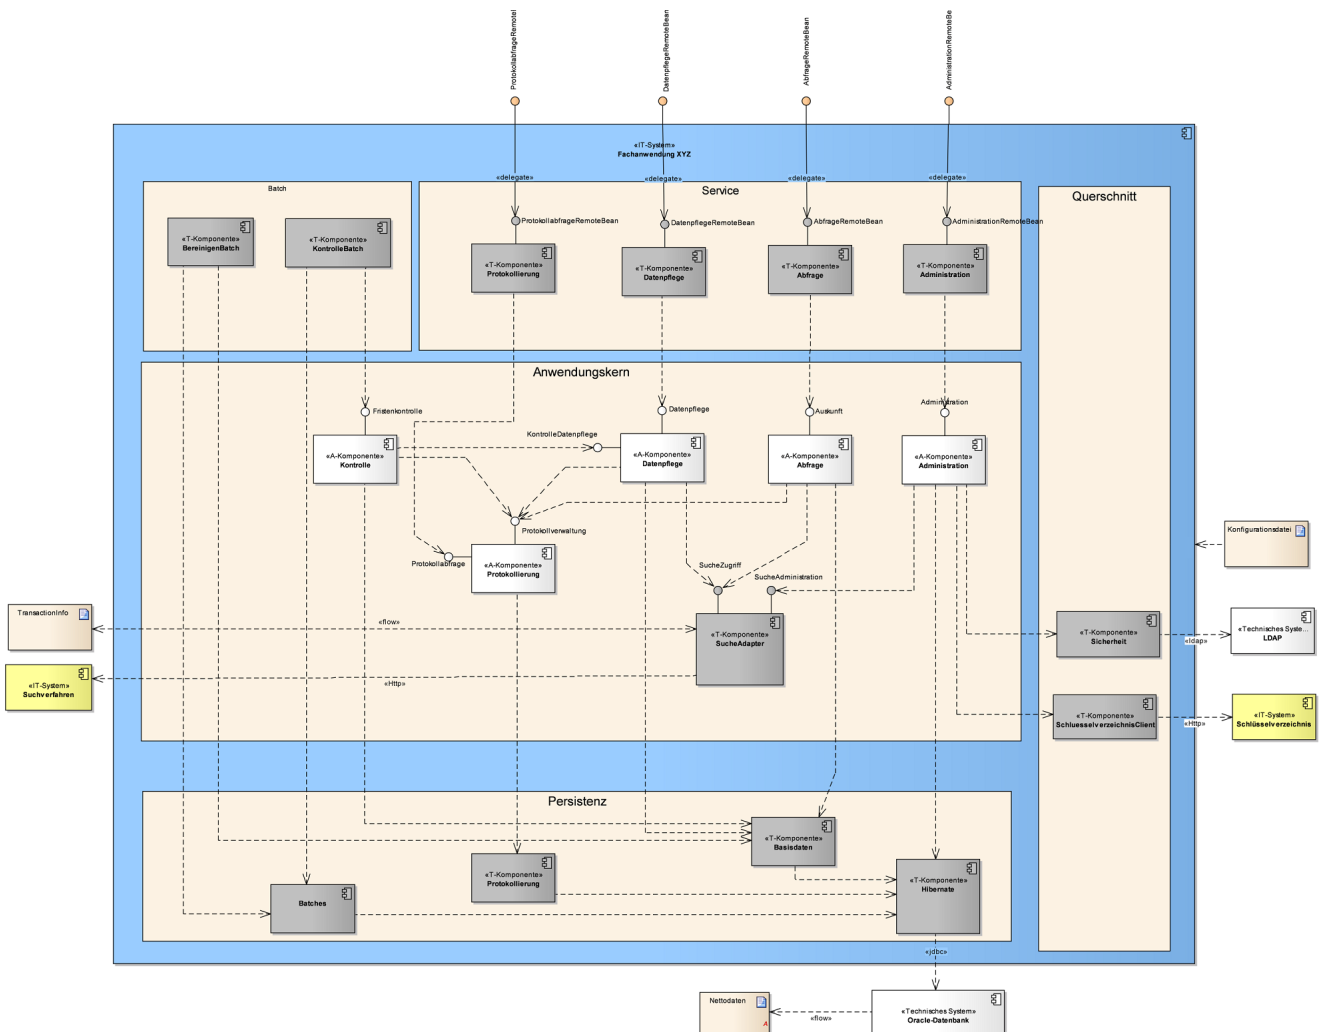 ProtokollabfrageRemoteI
DatenpflegeRemoteBean
AbfrageRemoteBean
AdministrationRemoteBe
«IT-System»
Fachanwendung XYZ
«delegate»
«delegate»
«delegate»
«delegate»
Batch
Service
Querschnitt
ProtokollabfrageRemoteBean
DatenpflegeRemoteBean
AbfrageRemoteBean
AdministrationRemoteBean
«T-Komponente»
BereinigenBatch
«T-Komponente»
KontrolleBatch
«T-Komponente»
Protokollierung
«T-Komponente»
Datenpflege
«T-Komponente»
Abfrage
«T-Komponente»
Administration
Anwendungskern
Fristenkontrolle
Datenpflege
Auskunft
Administration
KontrolleDatenpflege
«A-Komponente»
Kontrolle
«A-Komponente»
Datenpflege
«A-Komponente»
Abfrage
«A-Komponente»
Administration
Protokollverwaltung
Protokollabfrage
«A-Komponente»
Protokollierung
SucheZugriff
SucheAdministration
Konfigurationsdatei
TransactionInfo
«flow»
«T-Komponente»
SucheAdapter
«T-Komponente»
Sicherheit
«ldap»
«Technisches Syste...
LDAP
«IT-System»
Suchverfahren
«Http»
«T-Komponente»
SchluesselverzeichnisClient
«Http»
«IT-System»
Schlüsselverzeichnis
Persistenz
«T-Komponente»
Basisdaten
«T-Komponente»
Protokollierung
«T-Komponente»
Hibernate
Batches
«jdbc»
Nettodaten
A
«flow»
«Technisches System»
Oracle-Datenbank